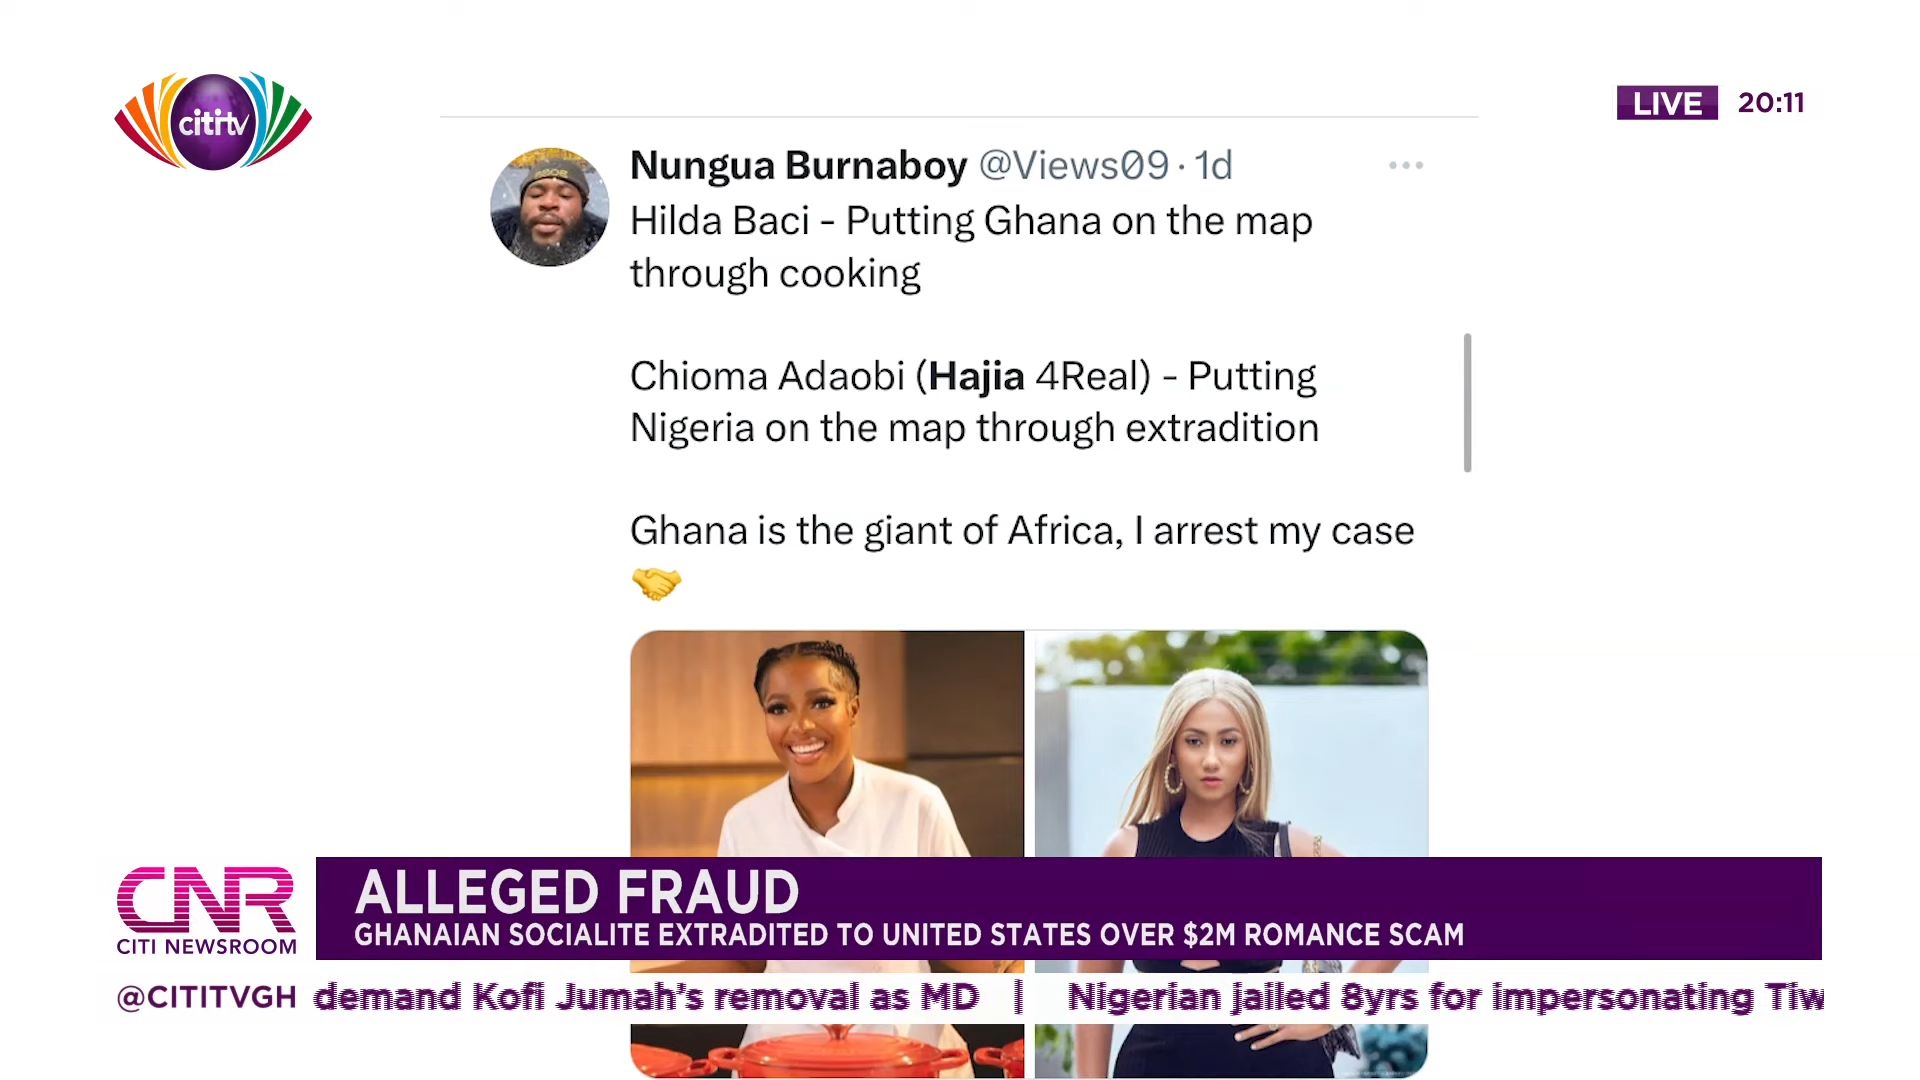 cititv
LIVE 20:11
Nungua Burnaboy @Views09 · 1d
Hilda Baci - Putting Ghana on the map
through cooking
Chioma Adaobi (Hajia 4Real) - Putting
Nigeria on the map through extradition
Ghana is the giant of Africa, I arrest my case
🤝
CNR
CITI NEWSROOM
ALLEGED FRAUD
GHANAIAN SOCIALITE EXTRADITED TO UNITED STATES OVER $2M ROMANCE SCAM
@CITITVGH demand Kofi Jumah's removal as MD | Nigerian jailed 8yrs for impersonating Tiw